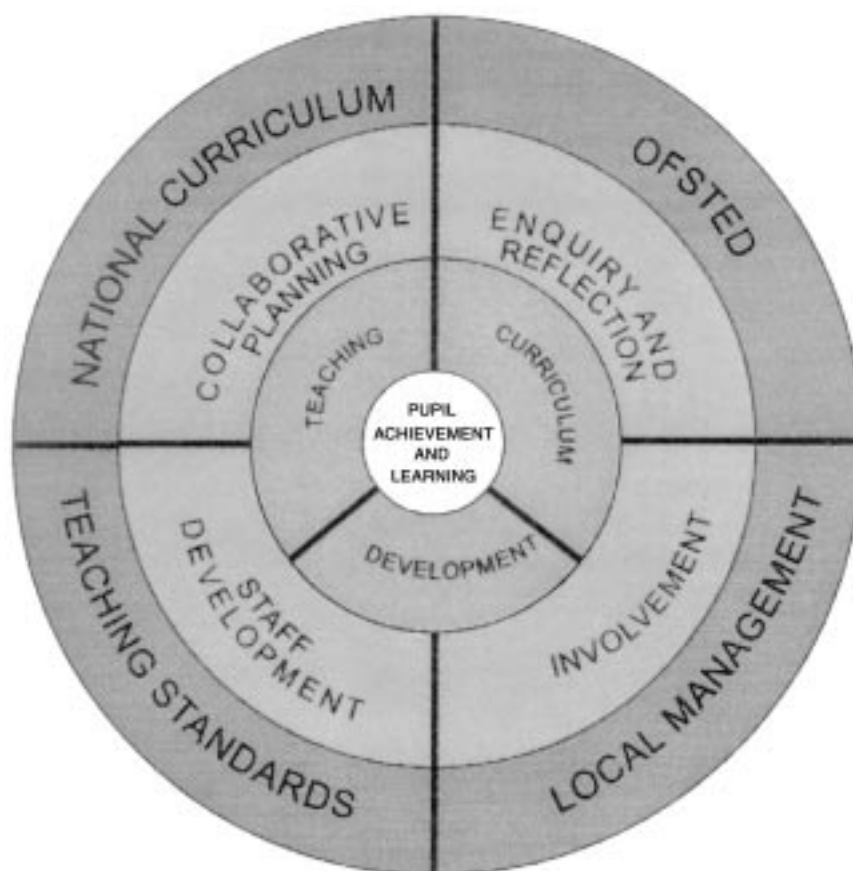 NATIONAL CURRICULUM
OFSTED
COLLABORATIVE
PLANNING
ENQUIRY AND
REFLECTION
TEACHING
CURRICULUM
PUPIL
ACHIEVEMENT
AND
LEARNING
DEVELOPMENT
STAFF
DEVELOPMENT
INVOLVEMENT
TEACHING STANDARDS
LOCAL MANAGEMENT